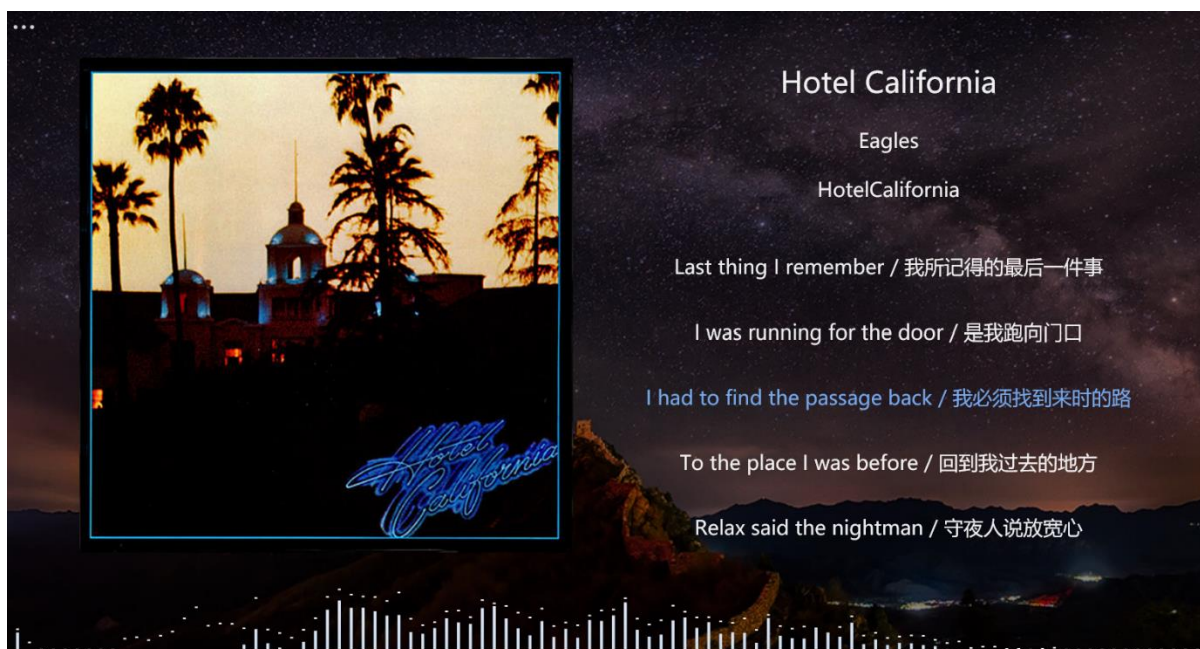 Hotel California
Eagles
HotelCalifornia
Last thing I remember / 我所记得的最后一件事
I was running for the door / 是我跑向门口
I had to find the passage back / 我必须找到来时的路
To the place I was before / 回到我过去的地方
Relax said the nightman / 守夜人说放宽心
Hotel
California